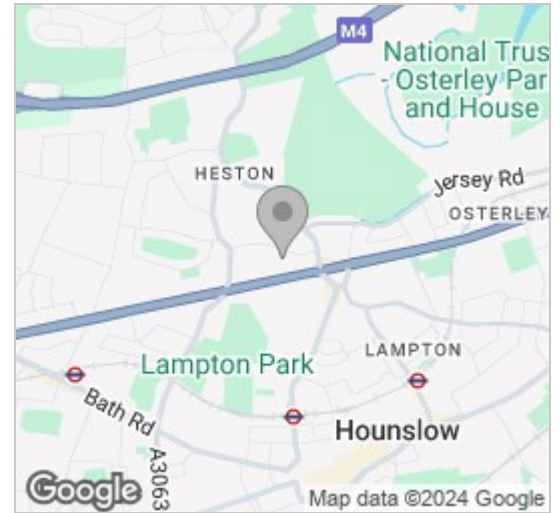 M4
National Trus
- Osterley Par
and House
HESTON
Jersey Rd
OSTERLEY
Lampton Park
LAMPTON
Bath Rd
Hounslow
A3063
Google
Map data ©2024 Google